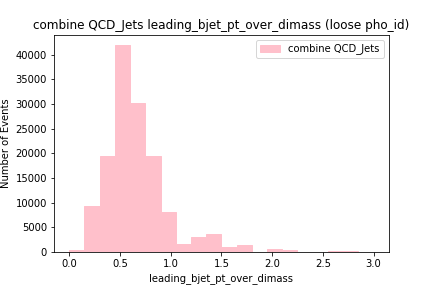 combine QCD_Jets leading_bjet_pt_over_dimass (loose pho_id)
combine QCD_Jets
Number of Events
40000
35000
30000
25000
20000
15000
10000
5000
0
0.0 0.5 1.0 1.5 2.0 2.5 3.0
leading_bjet_pt_over_dimass